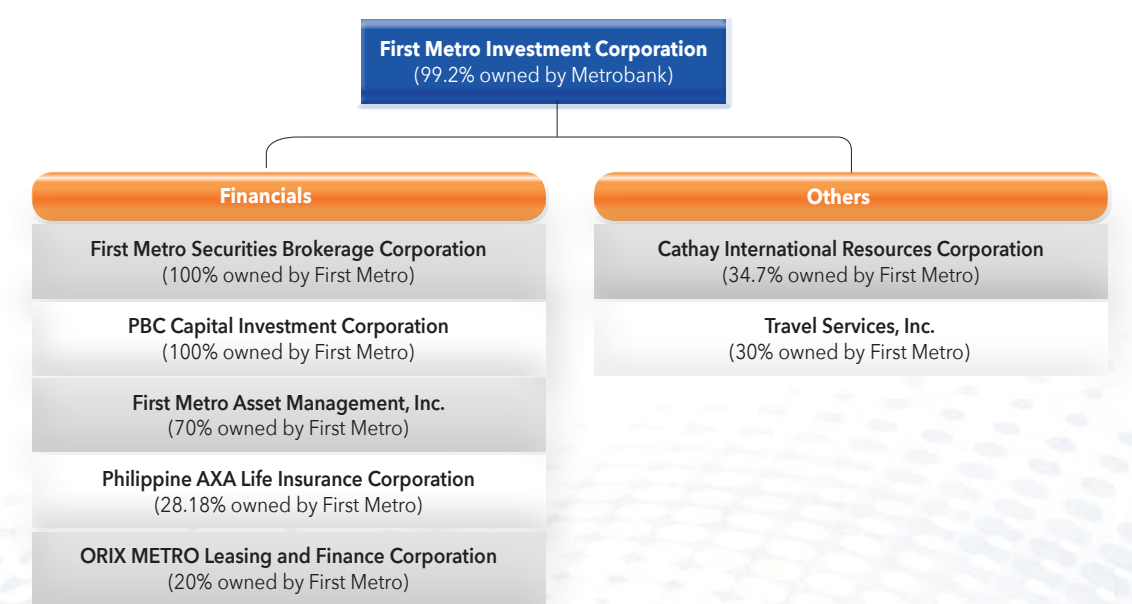 First Metro Investment Corporation
(99.2% owned by Metrobank)
Financials
First Metro Securities Brokerage Corporation
(100% owned by First Metro)
PBC Capital Investment Corporation
(100% owned by First Metro)
First Metro Asset Management, Inc.
(70% owned by First Metro)
Philippine AXA Life Insurance Corporation
(28.18% owned by First Metro)
ORIX METRO Leasing and Finance Corporation
(20% owned by First Metro)
Others
Cathay International Resources Corporation
(34.7% owned by First Metro)
Travel Services, Inc.
(30% owned by First Metro)